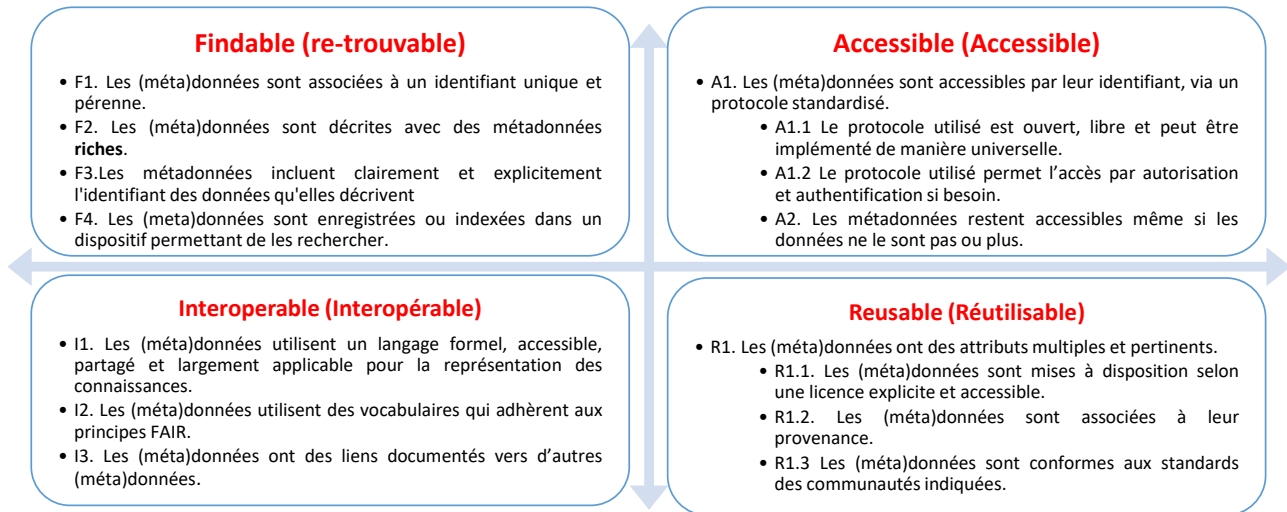 Findable (re-trouvable)
• F1. Les (méta)données sont associées à un identifiant unique et
pérenne.
• F2. Les (méta)données sont décrites avec des métadonnées
riches.
• F3.Les métadonnées incluent clairement et explicitement
l'identifiant des données qu'elles décrivent
• F4. Les (meta)données sont enregistrées ou indexées dans un
dispositif permettant de les rechercher.
Accessible (Accessible)
• A1. Les (méta)données sont accessibles par leur identifiant, via un
protocole standardisé.
• A1.1 Le protocole utilisé est ouvert, libre et peut être
implémenté de manière universelle.
• A1.2 Le protocole utilisé permet l’accès par autorisation
et authentification si besoin.
• A2. Les métadonnées restent accessibles même si les
données ne le sont pas ou plus.
Interoperable (Interopérable)
• I1. Les (méta)données utilisent un langage formel, accessible,
partagé et largement applicable pour la représentation des
connaissances.
• I2. Les (méta)données utilisent des vocabulaires qui adhèrent aux
principes FAIR.
• I3. Les (méta)données ont des liens documentés vers d’autres
(méta)données.
Reusable (Réutilisable)
• R1. Les (méta)données ont des attributs multiples et pertinents.
• R1.1. Les (méta)données sont mises à disposition selon
une licence explicite et accessible.
• R1.2. Les (méta)données sont associées à leur
provenance.
• R1.3 Les (méta)données sont conformes aux standards
des communautés indiquées.